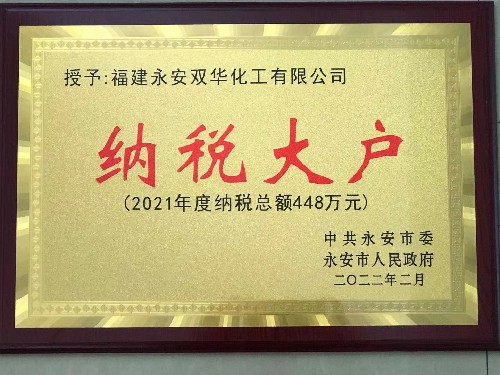 授予:福建永安双华化工有限公司
纳税大户
(2021年度纳税总额448万元)
中共永安市委
永安市人民政府
二〇二二年二月